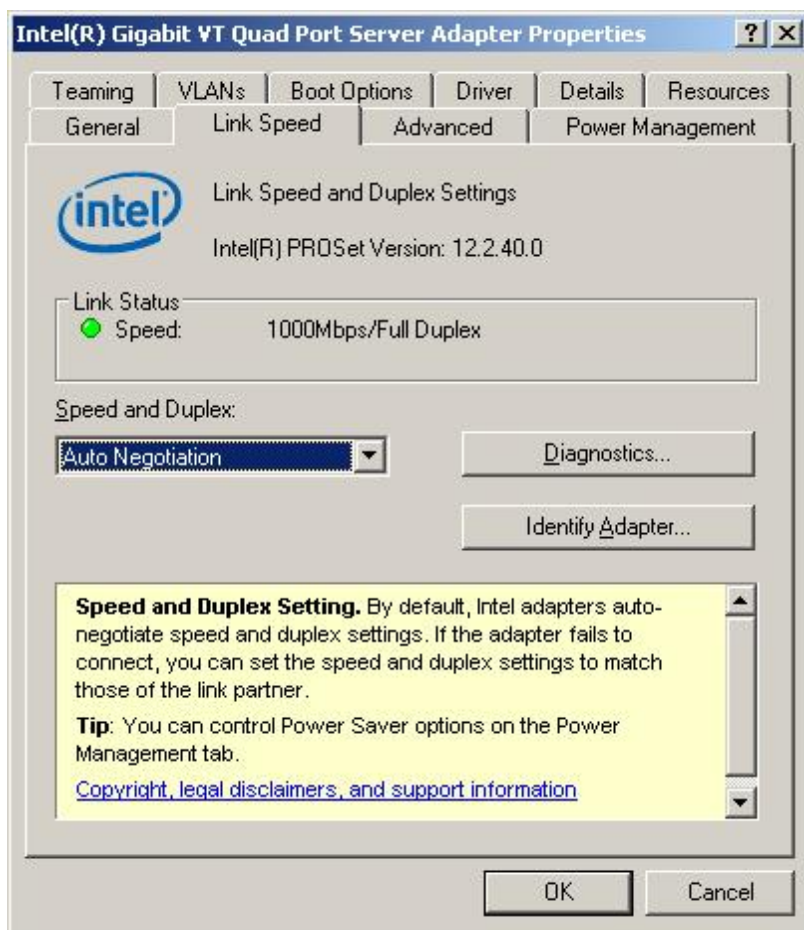 Intel(R) Gigabit VT Quad Port Server Adapter Properties
Teaming VLANs Boot Options Driver Details Resources
General Link Speed Advanced Power Management
intel
Link Speed and Duplex Settings
Intel(R) PROSet Version: 12.2.40.0
Link Status
Speed: 1000Mbps/Full Duplex
Speed and Duplex:
Auto Negotiation
Diagnostics...
Identify Adapter...
Speed and Duplex Setting. By default, Intel adapters auto-
negotiate speed and duplex settings. If the adapter fails to
connect, you can set the speed and duplex settings to match
those of the link partner.
Tip: You can control Power Saver options on the Power
Management tab.
Copyright, legal disclaimers, and support information
OK Cancel